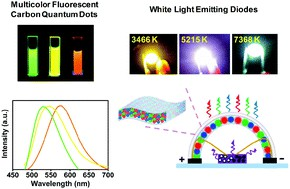 Multicolor Fluorescent
Carbon Quantum Dots
White Light Emitting Diodes
3466 K
5215 K
7368 K
Intensity (a.u.)
450 500 550 600 650 700
Wavelength (nm)
+
-